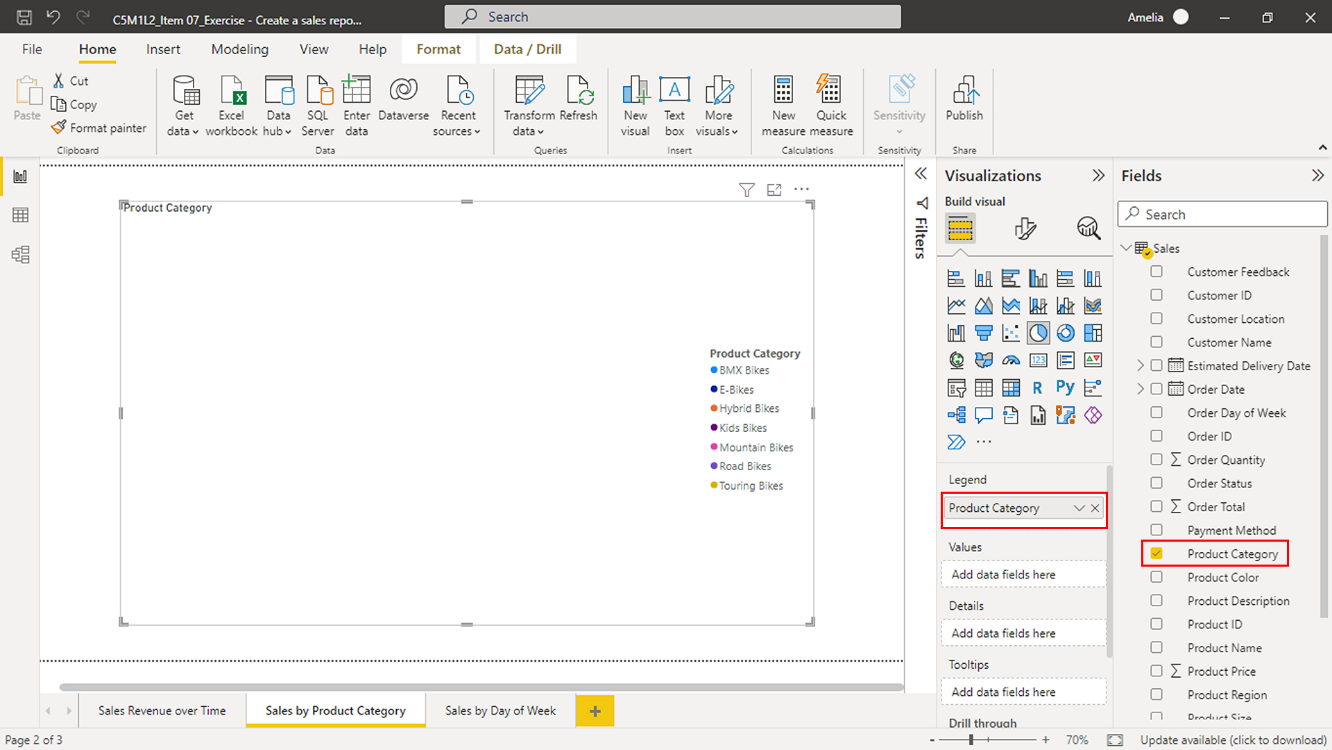 C5M1L2_Item 07_Exercise - Create a sales repo...
Search
Amelia
File
Home
Insert
Modeling
View
Help
Format
Data / Drill
Paste
Cut
Copy
Format painter
Clipboard
Get data
Excel workbook
Data hub
SQL Server
Enter data
Dataverse
Recent sources
Data
Transform data
Refresh
Queries
New visual
Text box
More visuals
Insert
New measure
Quick measure
Calculations
Sensitivity
Sensitivity
Publish
Share
Product Category
Product Category
BMX Bikes
E-Bikes
Hybrid Bikes
Kids Bikes
Mountain Bikes
Road Bikes
Touring Bikes
Filters
Visualizations
Build visual
123
R
Py
Legend
Product Category
Values
Add data fields here
Details
Add data fields here
Tooltips
Add data fields here
Drill through
Fields
Search
Sales
Customer Feedback
Customer ID
Customer Location
Customer Name
Estimated Delivery Date
Order Date
Order Day of Week
Order ID
Order Quantity
Order Status
Order Total
Payment Method
Product Category
Product Color
Product Description
Product ID
Product Name
Product Price
Product Region
Product Size
Sales Revenue over Time
Sales by Product Category
Sales by Day of Week
Page 2 of 3
70%
Update available (click to download)